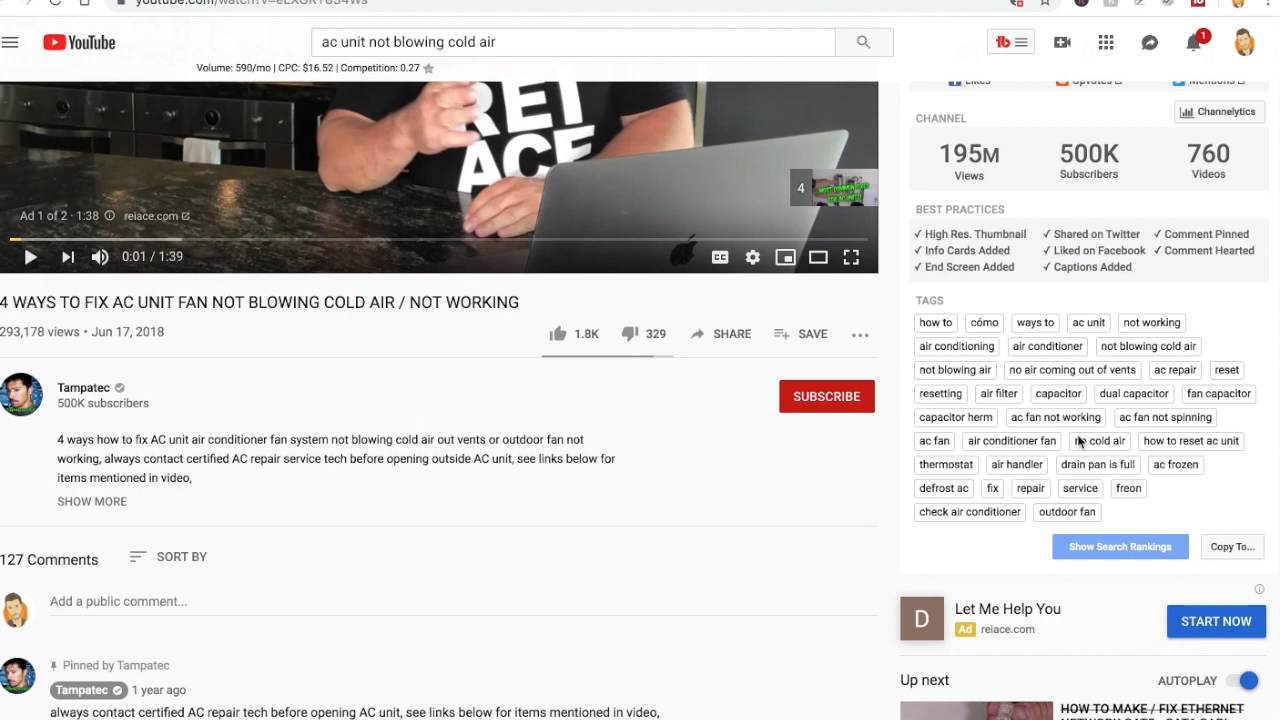 YouTube
ac unit not blowing cold air
Volume: 590/mo | CPC: $16.52 | Competition: 0.27
1
RET
ACE
4
Ad 1 of 2 · 1:38
reiace.com
0:01 / 1:39
CC
4 WAYS TO FIX AC UNIT FAN NOT BLOWING COLD AIR / NOT WORKING
293,178 views • Jun 17, 2018
1.8K
329
SHARE
SAVE
Tampatec
500K subscribers
SUBSCRIBE
4 ways how to fix AC unit air conditioner fan system not blowing cold air out vents or outdoor fan not
working, always contact certified AC repair service tech before opening outside AC unit, see links below for
items mentioned in video,
SHOW MORE
127 Comments
SORT BY
Add a public comment...
Pinned by Tampatec
Tampatec
1 year ago
always contact certified AC repair tech before opening AC unit, see links below for items mentioned in video,
Likes
Upvotes
Mentions
CHANNEL
Channelytics
195M
500K
760
Views
Subscribers
Videos
BEST PRACTICES
✓ High Res. Thumbnail ✓ Shared on Twitter ✓ Comment Pinned
✓ Info Cards Added ✓ Liked on Facebook ✓ Comment Hearted
✓ End Screen Added ✓ Captions Added
TAGS
how to cómo ways to ac unit not working
air conditioning air conditioner not blowing cold air
not blowing air no air coming out of vents ac repair reset
resetting air filter capacitor dual capacitor fan capacitor
capacitor herm ac fan not working ac fan not spinning
ac fan air conditioner fan cold air how to reset ac unit
thermostat air handler drain pan is full ac frozen
defrost ac fix repair service freon
check air conditioner outdoor fan
Show Search Rankings
Copy To...
D
Let Me Help You
Ad reiace.com
START NOW
Up next
AUTOPLAY
HOW TO MAKE / FIX ETHERNET